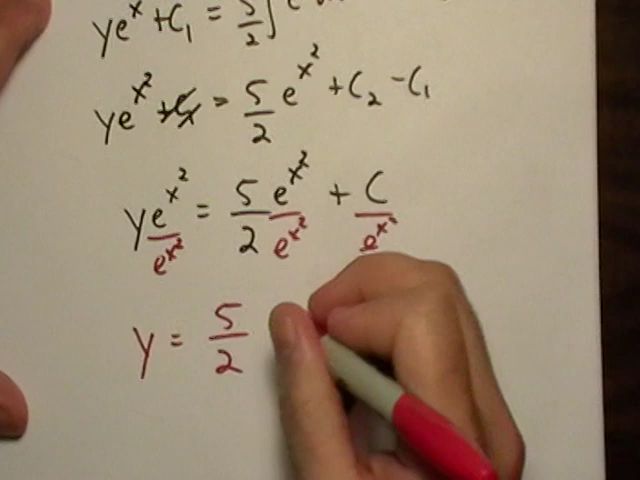 ye^x + C₁ = 5/2 ∫ e
ye^(x²) + C₁ = 5/2 e^(x²) + C₂ - C₁
ye^(x²)/e^(x²) = 5/2 e^(x²)/e^(x²) + C/e^(x²)
y = 5/2